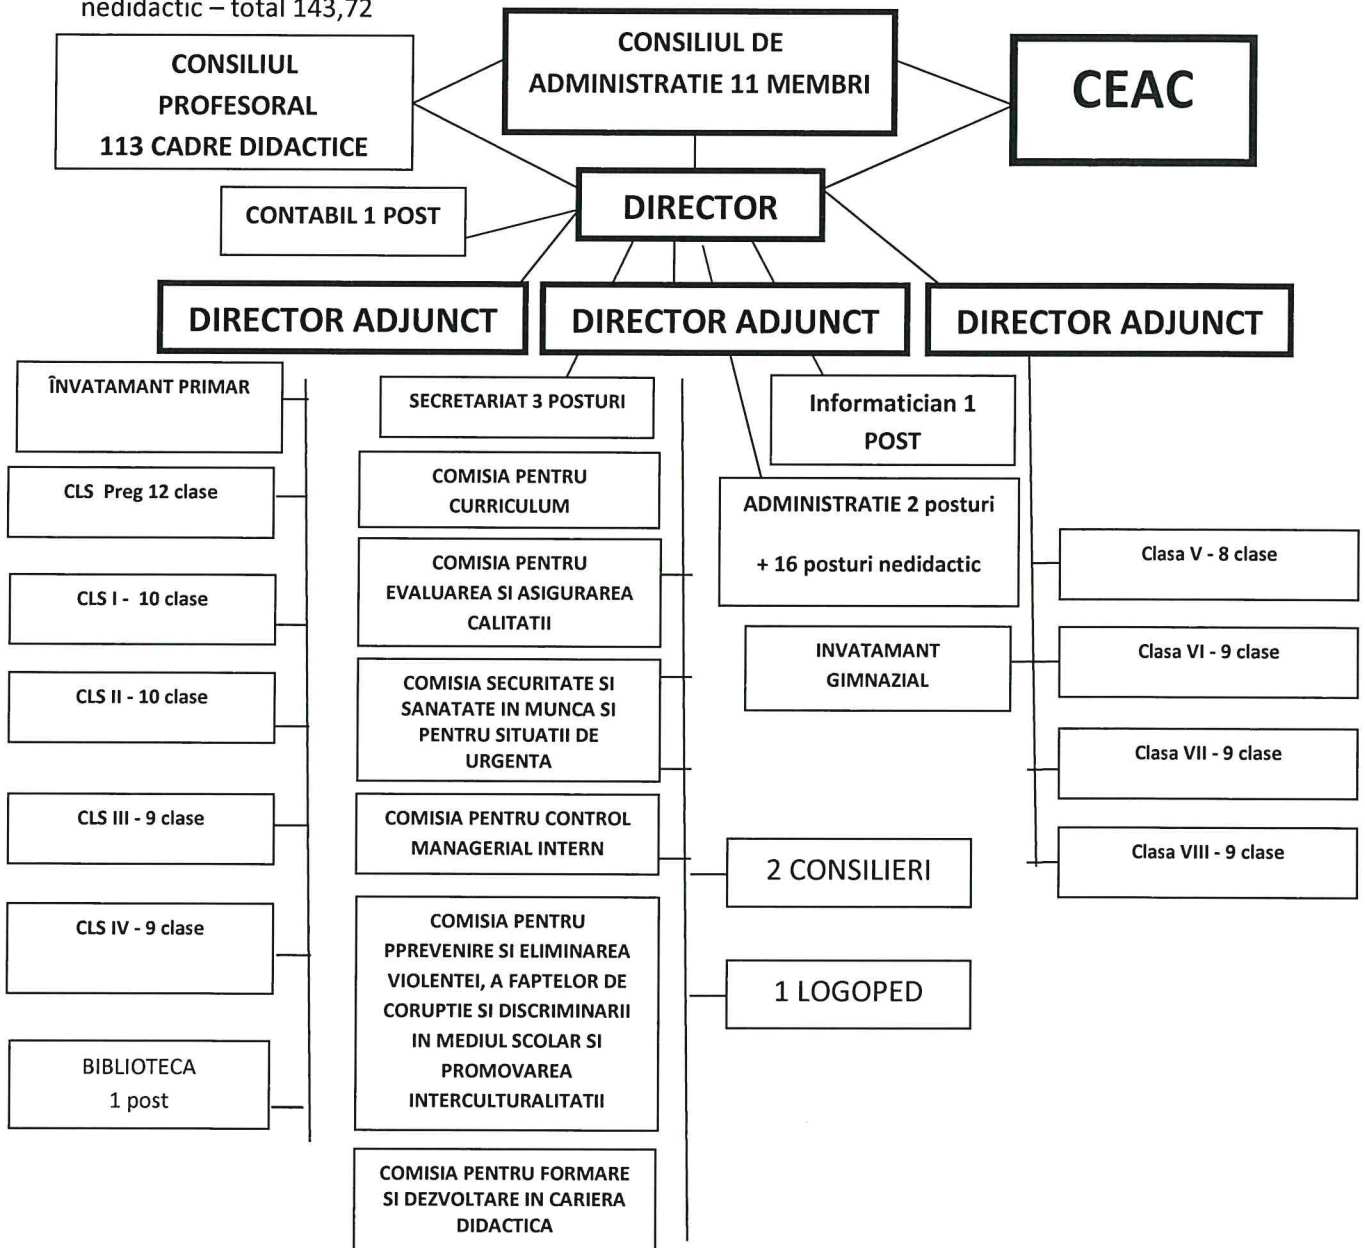 nedidactic – total 143,72
CONSILIUL
PROFESORAL
113 CADRE DIDACTICE
CONSILIUL DE
ADMINISTRATIE 11 MEMBRI
CEAC
DIRECTOR
CONTABIL 1 POST
DIRECTOR ADJUNCT
DIRECTOR ADJUNCT
DIRECTOR ADJUNCT
ÎNVATAMANT PRIMAR
CLS Preg 12 clase
CLS I - 10 clase
CLS II - 10 clase
CLS III - 9 clase
CLS IV - 9 clase
BIBLIOTECA
1 post
SECRETARIAT 3 POSTURI
COMISIA PENTRU
CURRICULUM
COMISIA PENTRU
EVALUAREA SI ASIGURAREA
CALITATII
COMISIA SECURITATE SI
SANATATE IN MUNCA SI
PENTRU SITUATII DE
URGENTA
COMISIA PENTRU CONTROL
MANAGERIAL INTERN
COMISIA PENTRU
PPREVENIRE SI ELIMINAREA
VIOLENTEI, A FAPTELOR DE
CORUPTIE SI DISCRIMINARII
IN MEDIUL SCOLAR SI
PROMOVAREA
INTERCULTURALITATII
COMISIA PENTRU FORMARE
SI DEZVOLTARE IN CARIERA
DIDACTICA
Informatician 1
POST
ADMINISTRATIE 2 posturi
+ 16 posturi nedidactic
INVATAMANT
GIMNAZIAL
2 CONSILIERI
1 LOGOPED
Clasa V - 8 clase
Clasa VI - 9 clase
Clasa VII - 9 clase
Clasa VIII - 9 clase